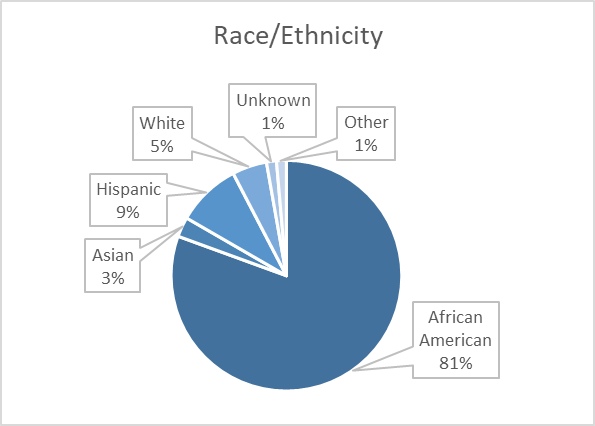 Race/Ethnicity
Unknown
1%
Other
1%
White
5%
Hispanic
9%
Asian
3%
African
American
81%